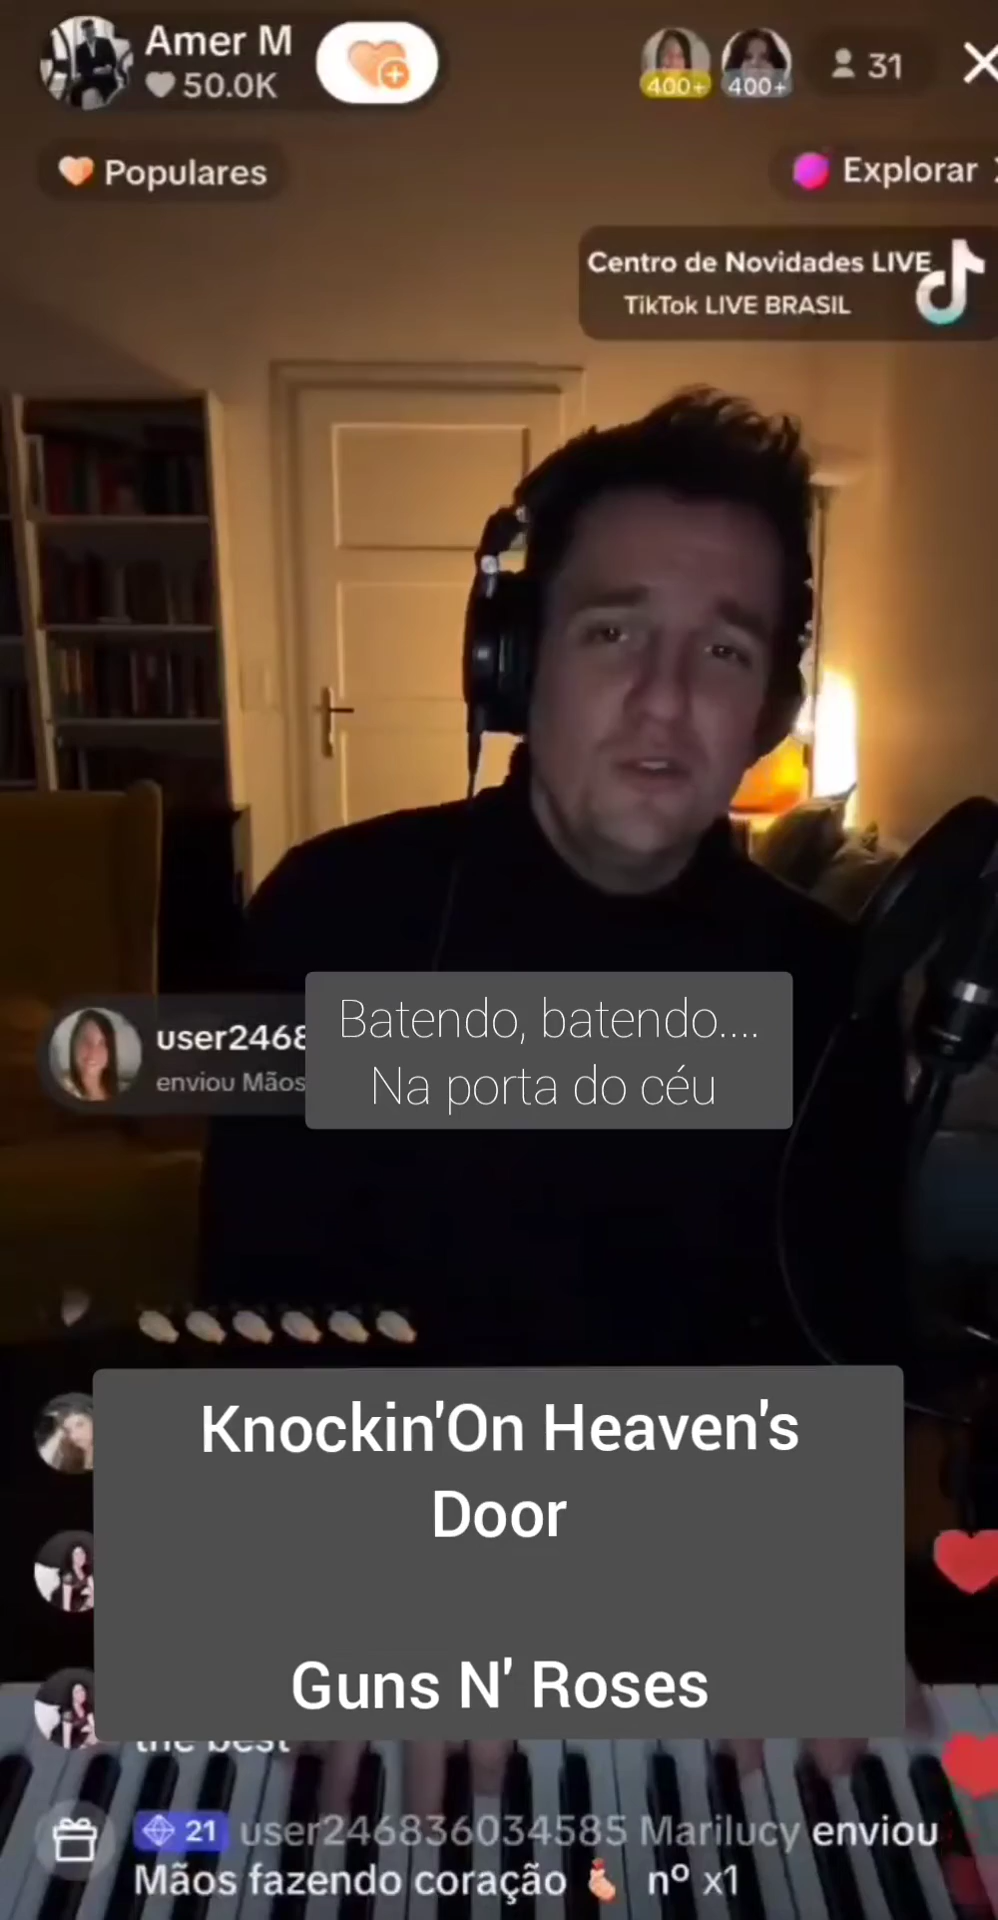 Amer M
50.0K
400+
400+
31
Populares
Explorar
Centro de Novidades LIVE
TikTok LIVE BRASIL
user2468
enviou Mãos
Batendo, batendo....
Na porta do céu
Knockin'On Heaven's
Door
Guns N' Roses
the best
21 user246836034585 Marilucy enviou
Mãos fazendo coração nº x1